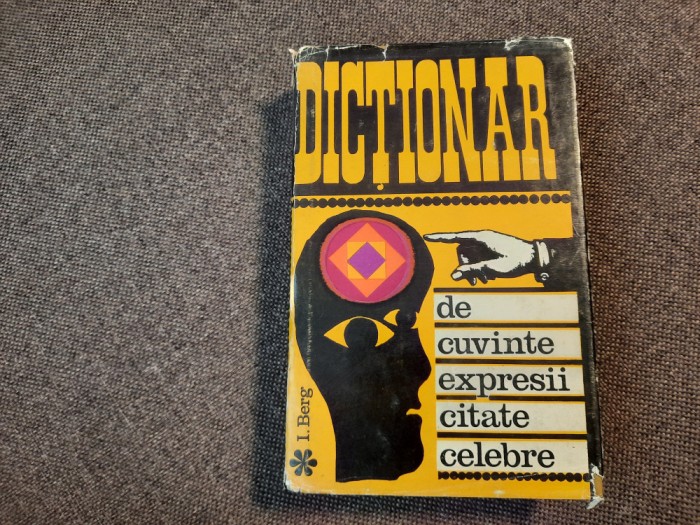 DICȚIONAR
de
cuvinte
expresii
citate
celebre
I. Berg